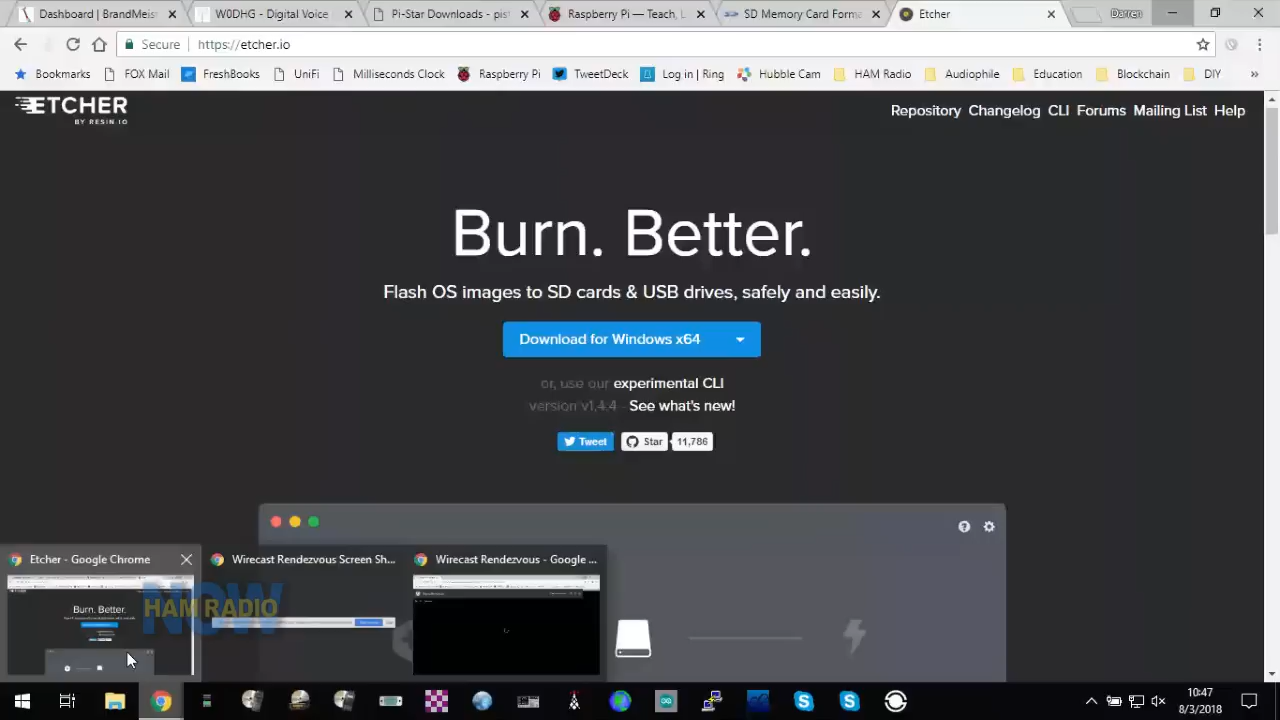 Dashboard | BrandMeist
W0DHG - Digital Voice
Pi-Star Downloads - pist
Raspberry Pi — Teach, L
SD Memory Card Forma
Etcher
Darren
Secure
https://etcher.io
Bookmarks
FOX Mail
FreshBooks
UniFi
Milliseconds Clock
Raspberry Pi
TweetDeck
Log in | Ring
Hubble Cam
HAM Radio
Audiophile
Education
Blockchain
DIY
ETCHER
BY RESIN.IO
Repository Changelog CLI Forums Mailing List Help
Burn. Better.
Flash OS images to SD cards & USB drives, safely and easily.
Download for Windows x64
or, use our experimental CLI
version v1.4.4 - See what's new!
Tweet
Star
11,786
Etcher - Google Chrome
Wirecast Rendezvous Screen Sh...
Wirecast Rendezvous - Google ...
Burn. Better.
HAM RADIO
NOW
10:47
8/3/2018